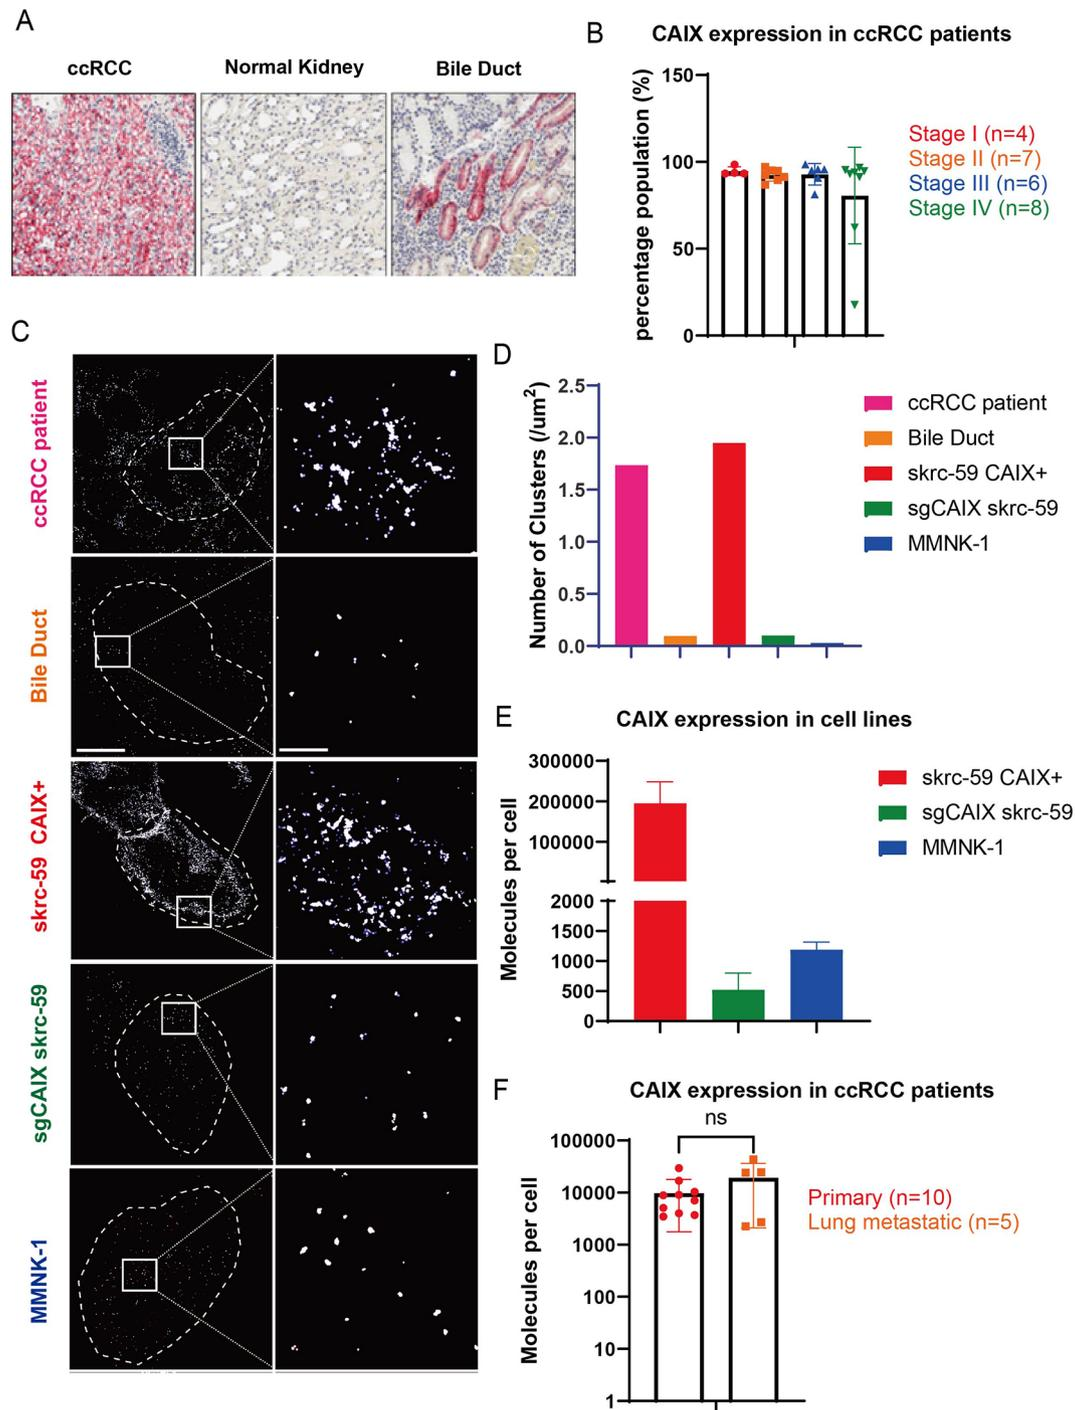 A
ccRCC
Normal Kidney
Bile Duct
B
CAIX expression in ccRCC patients
percentage population (%)
150
100
50
0
Stage I (n=4)
Stage II (n=7)
Stage III (n=6)
Stage IV (n=8)
C
ccRCC patient
Bile Duct
skrc-59 CAIX+
sgCAIX skrc-59
MMNK-1
D
Number of Clusters (/um²)
2.5
2.0
1.5
1.0
0.5
0.0
ccRCC patient
Bile Duct
skrc-59 CAIX+
sgCAIX skrc-59
MMNK-1
E
CAIX expression in cell lines
Molecules per cell
300000
200000
100000
2000
1500
1000
500
0
skrc-59 CAIX+
sgCAIX skrc-59
MMNK-1
F
CAIX expression in ccRCC patients
ns
Molecules per cell
100000
10000
1000
100
10
1
Primary (n=10)
Lung metastatic (n=5)